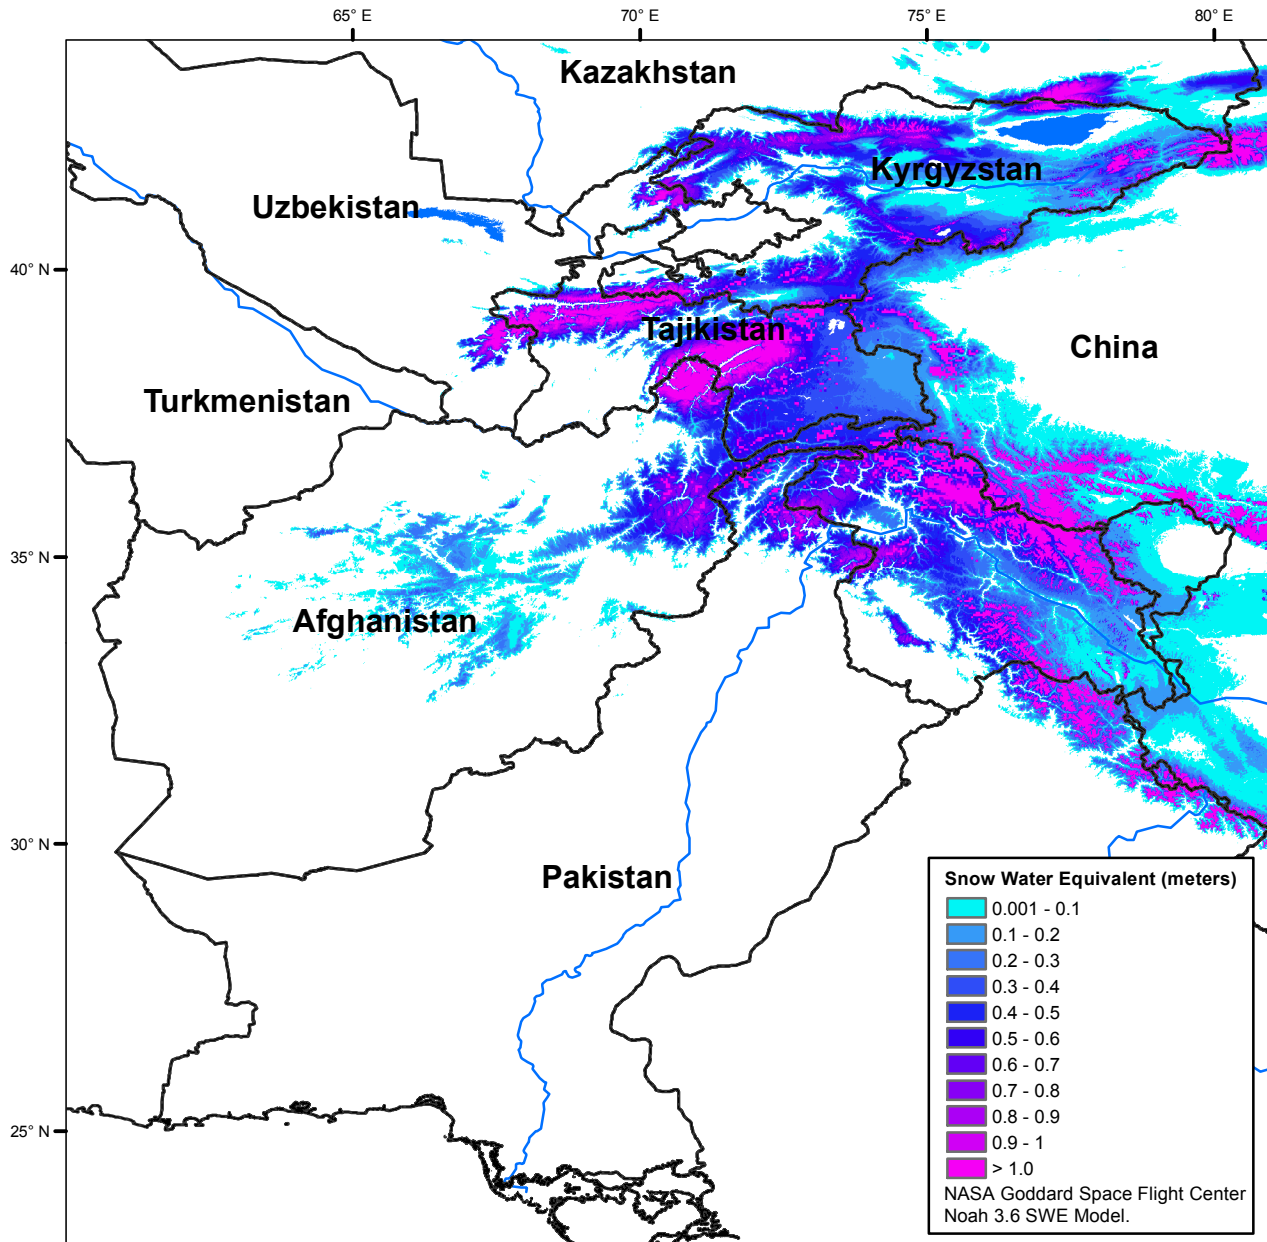 65° E
70° E
75° E
80° E
Kazakhstan
Kyrgyzstan
Uzbekistan
40° N
Tajikistan
China
Turkmenistan
35° N
Afghanistan
30° N
Pakistan
25° N
Snow Water Equivalent (meters)
0.001 - 0.1
0.1 - 0.2
0.2 - 0.3
0.3 - 0.4
0.4 - 0.5
0.5 - 0.6
0.6 - 0.7
0.7 - 0.8
0.8 - 0.9
0.9 - 1
> 1.0
NASA Goddard Space Flight Center
Noah 3.6 SWE Model.